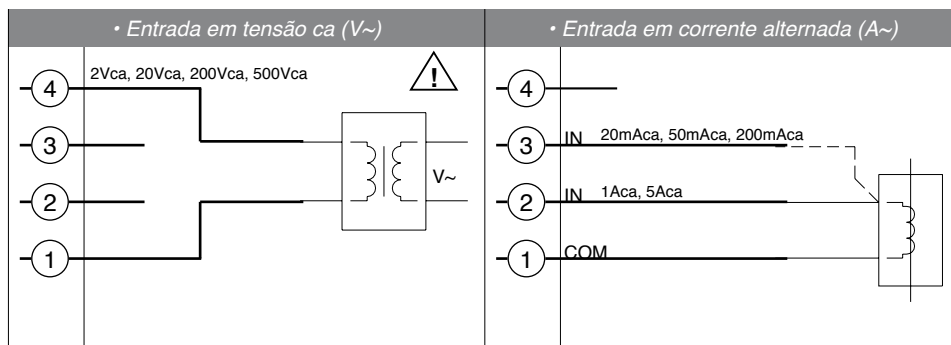 • Entrada em tensão ca (V~)
4
2Vca, 20Vca, 200Vca, 500Vca
!
3
2
V~
1
• Entrada em corrente alternada (A~)
4
3
IN 20mAca, 50mAca, 200mAca
2
IN 1Aca, 5Aca
1
COM